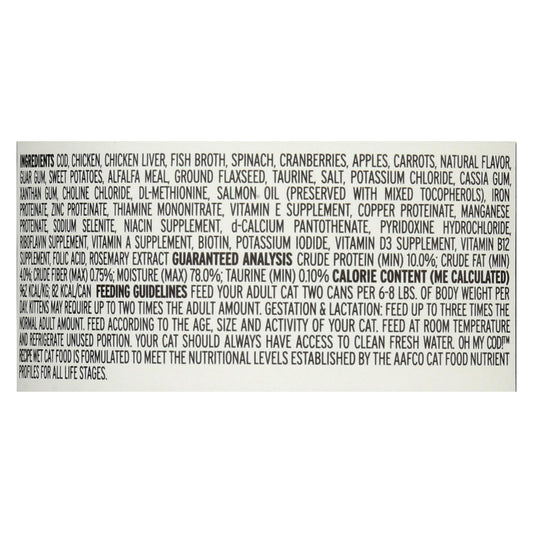 INGREDIENTS COD, CHICKEN, CHICKEN LIVER, FISH BROTH, SPINACH, CRANBERRIES, APPLES, CARROTS, NATURAL FLAVOR,
GUAR GUM, SWEET POTATOES, ALFALFA MEAL, GROUND FLAXSEED, TAURINE, SALT, POTASSIUM CHLORIDE, CASSIA GUM,
XANTHAN GUM, CHOLINE CHLORIDE, DL-METHIONINE, SALMON OIL (PRESERVED WITH MIXED TOCOPHEROLS), IRON
PROTEINATE, ZINC PROTEINATE, THIAMINE MONONITRATE, VITAMIN E SUPPLEMENT, COPPER PROTEINATE, MANGANESE
PROTEINATE, SODIUM SELENITE, NIACIN SUPPLEMENT, d-CALCIUM PANTOTHENATE, PYRIDOXINE HYDROCHLORIDE,
RIBOFLAVIN SUPPLEMENT, VITAMIN A SUPPLEMENT, BIOTIN, POTASSIUM IODIDE, VITAMIN D3 SUPPLEMENT, VITAMIN B12
SUPPLEMENT, FOLIC ACID, ROSEMARY EXTRACT GUARANTEED ANALYSIS CRUDE PROTEIN (MIN) 10.0%; CRUDE FAT (MIN)
4.0%; CRUDE FIBER (MAX) 0.75%; MOISTURE (MAX) 78.0%; TAURINE (MIN) 0.10% CALORIE CONTENT (ME CALCULATED)
962 KCAL/KG; 82 KCAL/CAN FEEDING GUIDELINES FEED YOUR ADULT CAT TWO CANS PER 6-8 LBS. OF BODY WEIGHT PER
DAY. KITTENS MAY REQUIRE UP TO TWO TIMES THE ADULT AMOUNT. GESTATION & LACTATION: FEED UP TO THREE TIMES THE
NORMAL ADULT AMOUNT. FEED ACCORDING TO THE AGE, SIZE AND ACTIVITY OF YOUR CAT. FEED AT ROOM TEMPERATURE
AND REFRIGERATE UNUSED PORTION. YOUR CAT SHOULD ALWAYS HAVE ACCESS TO CLEAN FRESH WATER. OH MY COD!™
RECIPE WET CAT FOOD IS FORMULATED TO MEET THE NUTRITIONAL LEVELS ESTABLISHED BY THE AAFCO CAT FOOD NUTRIENT
PROFILES FOR ALL LIFE STAGES.